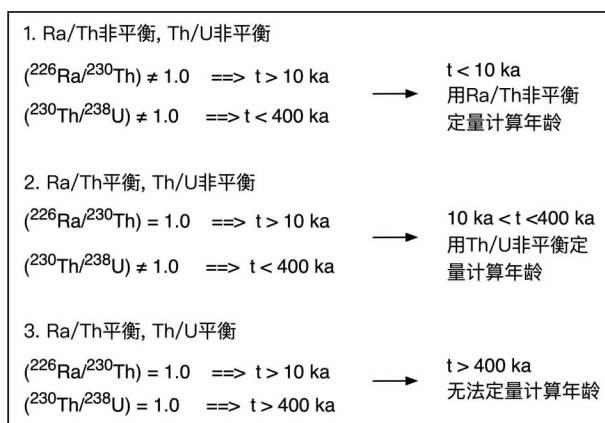 1. Ra/Th非平衡, Th/U非平衡
(²²⁶Ra/²³⁰Th) ≠ 1.0 ==> t > 10 ka
(²³⁰Th/²³⁸U) ≠ 1.0 ==> t < 400 ka
t < 10 ka
用Ra/Th非平衡
定量计算年龄
2. Ra/Th平衡, Th/U非平衡
(²²⁶Ra/²³⁰Th) = 1.0 ==> t > 10 ka
(²³⁰Th/²³⁸U) ≠ 1.0 ==> t < 400 ka
10 ka < t <400 ka
用Th/U非平衡定
量计算年龄
3. Ra/Th平衡, Th/U平衡
(²²⁶Ra/²³⁰Th) = 1.0 ==> t > 10 ka
(²³⁰Th/²³⁸U) = 1.0 ==> t > 400 ka
t > 400 ka
无法定量计算年龄